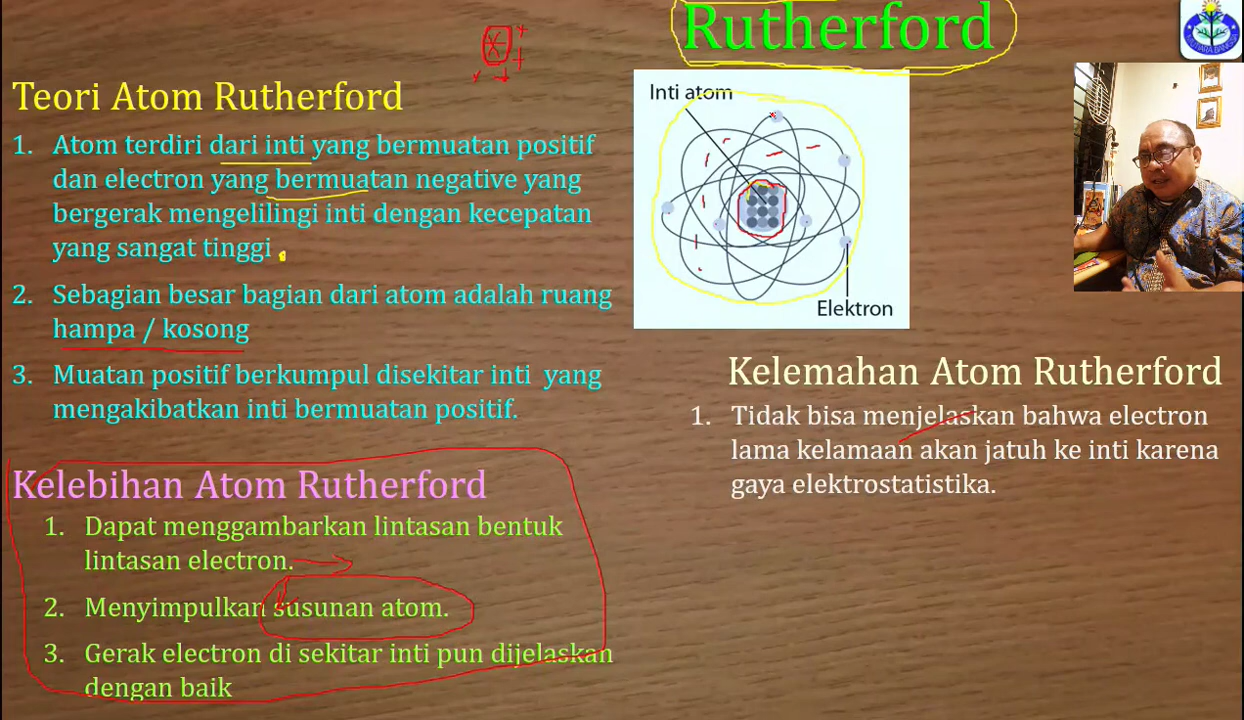 Rutherford
Teori Atom Rutherford
1. Atom terdiri dari inti yang bermuatan positif
dan electron yang bermuatan negative yang
bergerak mengelilingi inti dengan kecepatan
yang sangat tinggi
2. Sebagian besar bagian dari atom adalah ruang
hampa / kosong
3. Muatan positif berkumpul disekitar inti yang
mengakibatkan inti bermuatan positif.
Kelebihan Atom Rutherford
1. Dapat menggambarkan lintasan bentuk
lintasan electron.
2. Menyimpulkan susunan atom.
3. Gerak electron di sekitar inti pun dijelaskan
dengan baik
Inti atom
Elektron
Kelemahan Atom Rutherford
1. Tidak bisa menjelaskan bahwa electron
lama kelamaan akan jatuh ke inti karena
gaya elektrostatistika.